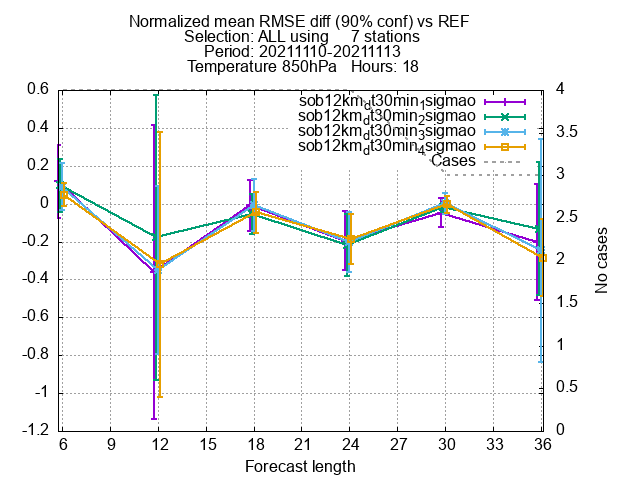 Normalized mean RMSE diff (90% conf) vs REF
Selection: ALL using     7 stations
Period: 20211110-20211113
Temperature 850hPa   Hours: 18
sob12km_dt30min_1sigmao
sob12km_dt30min_2sigmao
sob12km_dt30min_3sigmao
sob12km_dt30min_4sigmao
Cases
0.6
0.4
0.2
0
-0.2
-0.4
-0.6
-0.8
-1
-1.2
4
3.5
3
2.5
2
1.5
1
0.5
0
No cases
6 9 12 15 18 21 24 27 30 33 36
Forecast length